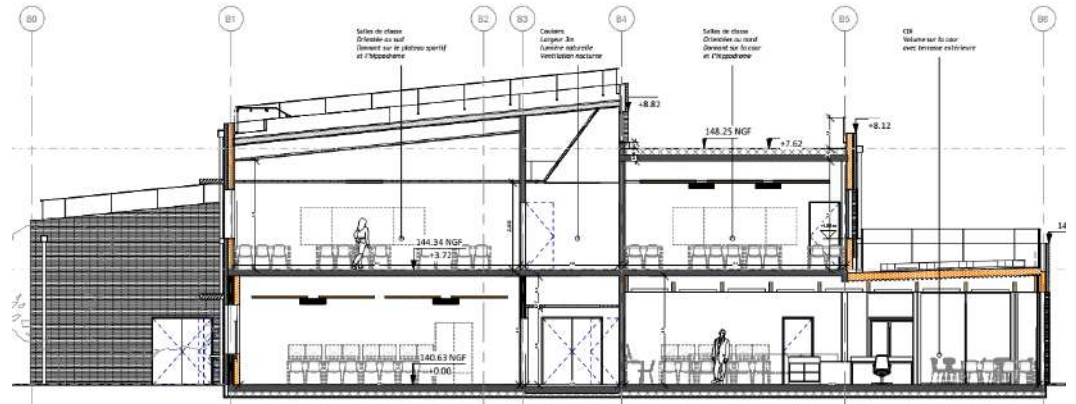 B0
B1
B2
B3
B4
B5
B6
Salles de classe
Orientées au sud
Donnant sur le plateau sportif
et l'hippodrome
Couloirs
Largeur 3m
Lumière naturelle
Ventilation nocturne
Salles de classe
Orientées au nord
Donnant sur la cour
et l'hippodrome
CDI
Volume sur la cour
avec terrasse extérieure
+8.82
148.25 NGF
+7.62
+8.12
144.34 NGF
+3.72
140.63 NGF
+0.00